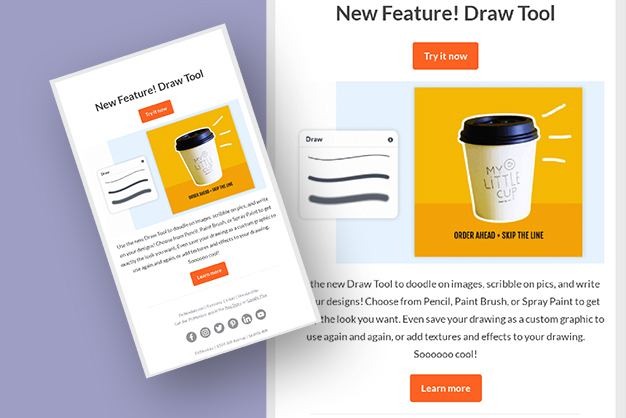 New Feature! Draw Tool
Try it now
Draw
MY
LITTLE
CUP
ORDER AHEAD + SKIP THE LINE
Use the new Draw Tool to doodle on images, scribble on pics, and write
on your designs! Choose from Pencil, Paint Brush, or Spray Paint to get
exactly the look you want. Even save your drawing as a custom graphic to
use again and again, or add textures and effects to your drawing.
Soooooo cool!
Learn more
New Feature! Draw Tool
Try it now
Draw
MY
LITTLE
CUP
ORDER AHEAD + SKIP THE LINE
the new Draw Tool to doodle on images, scribble on pics, and write
ur designs! Choose from Pencil, Paint Brush, or Spray Paint to get
the look you want. Even save your drawing as a custom graphic to
use again and again, or add textures and effects to your drawing.
Soooooo cool!
Learn more